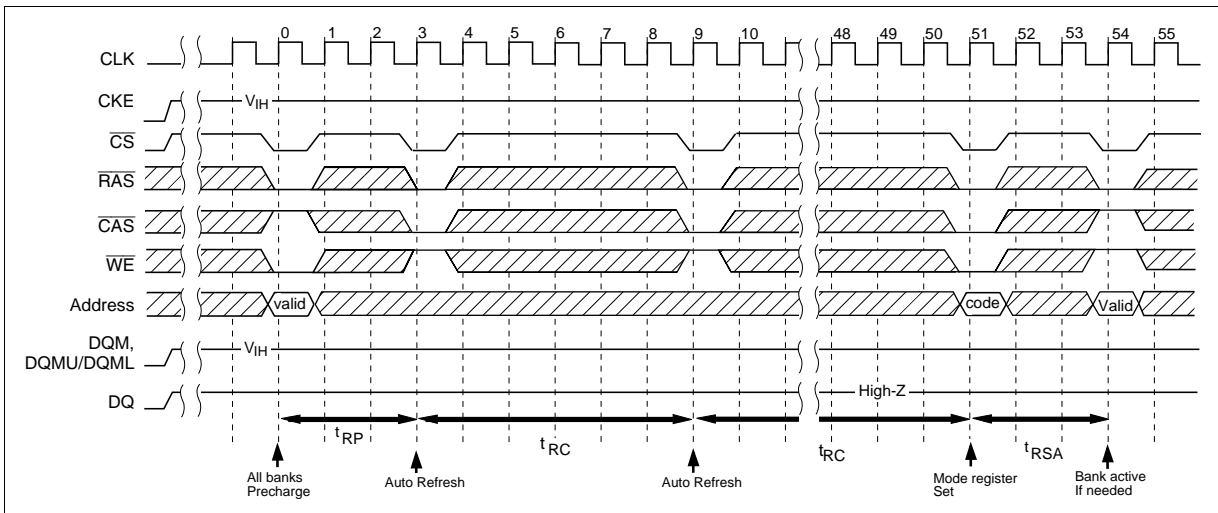 0 1 2 3 4 5 6 7 8 9 10 48 49 50 51 52 53 54 55
CLK
CKE VIH
CS
RAS
CAS
WE
Address valid code Valid
DQM,
DQMU/DQML VIH
DQ High-Z
tRP tRC tRC tRSA
All banks
Precharge
Auto Refresh
Auto Refresh
Mode register
Set
Bank active
If needed